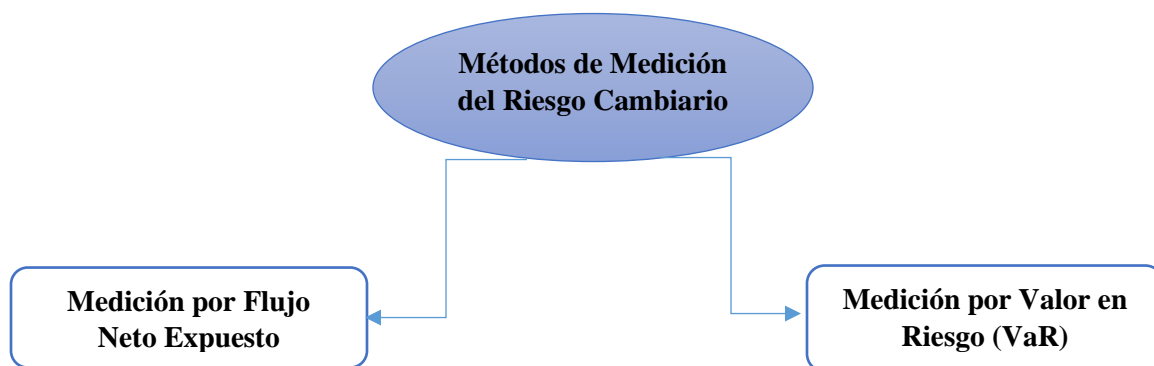 Métodos de Medición
del Riesgo Cambiario
Medición por Flujo
Neto Expuesto
Medición por Valor en
Riesgo (VaR)